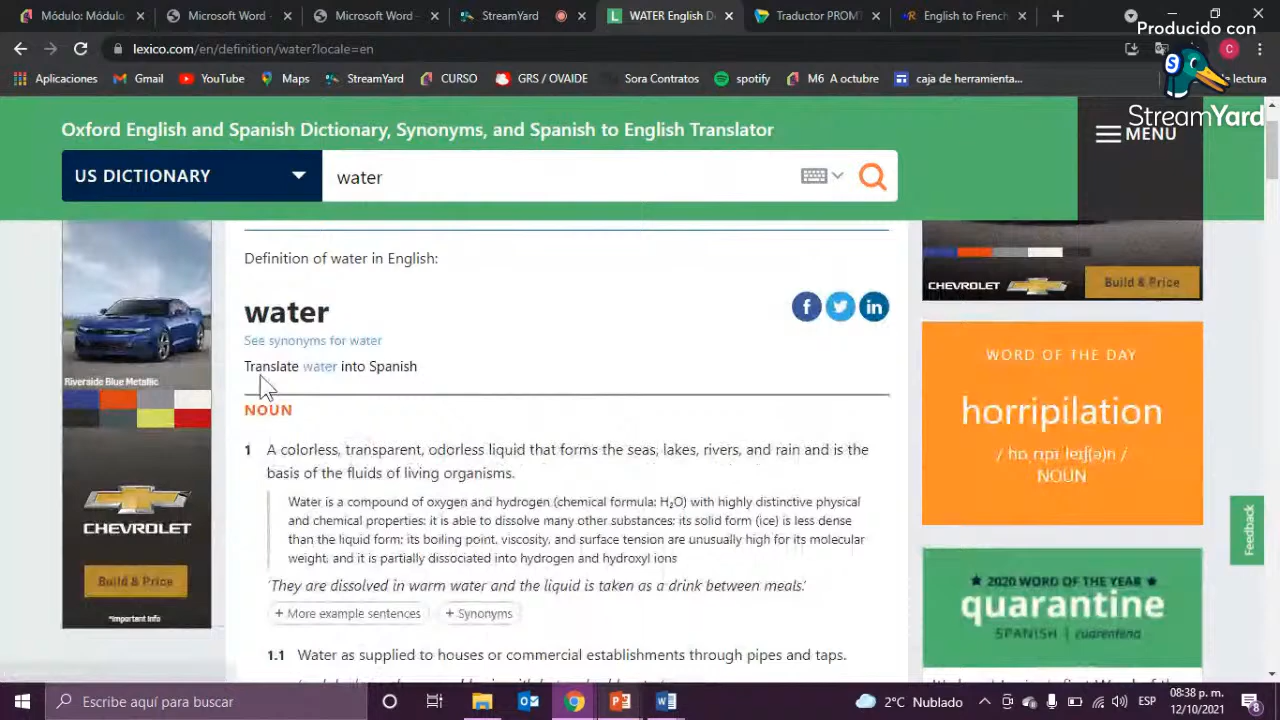 Módulo: Módulo
Microsoft Word -
Microsoft Word -
StreamYard
WATER English D
Traductor PROMT
English to French
Producido con
StreamYard
lexico.com/en/definition/water?locale=en
Aplicaciones
Gmail
YouTube
Maps
StreamYard
CURSO
GRS / OVAIDE
Sora Contratos
spotify
M6 A octubre
caja de herramienta...
de lectura
Oxford English and Spanish Dictionary, Synonyms, and Spanish to English Translator
MENU
US DICTIONARY
water
Definition of water in English:
water
See synonyms for water
Translate water into Spanish
NOUN
1 A colorless, transparent, odorless liquid that forms the seas, lakes, rivers, and rain and is the
basis of the fluids of living organisms.
Water is a compound of oxygen and hydrogen (chemical formula: H₂O) with highly distinctive physical
and chemical properties: it is able to dissolve many other substances; its solid form (ice) is less dense
than the liquid form; its boiling point, viscosity, and surface tension are unusually high for its molecular
weight, and it is partially dissociated into hydrogen and hydroxyl ions
‘They are dissolved in warm water and the liquid is taken as a drink between meals.’
+ More example sentences
+ Synonyms
1.1 Water as supplied to houses or commercial establishments through pipes and taps.
Riverside Blue Metallic
CHEVROLET
Build & Price
*Important Info
CHEVROLET
Build & Price
WORD OF THE DAY
horripilation
/ hɒˌrɪpɪˈleɪʃ(ə)n /
NOUN
Feedback
★ 2020 WORD OF THE YEAR ★
quarantine
SPANISH | cuarentena
Escribe aquí para buscar
2°C Nublado
ESP
08:38 p. m.
12/10/2021
8